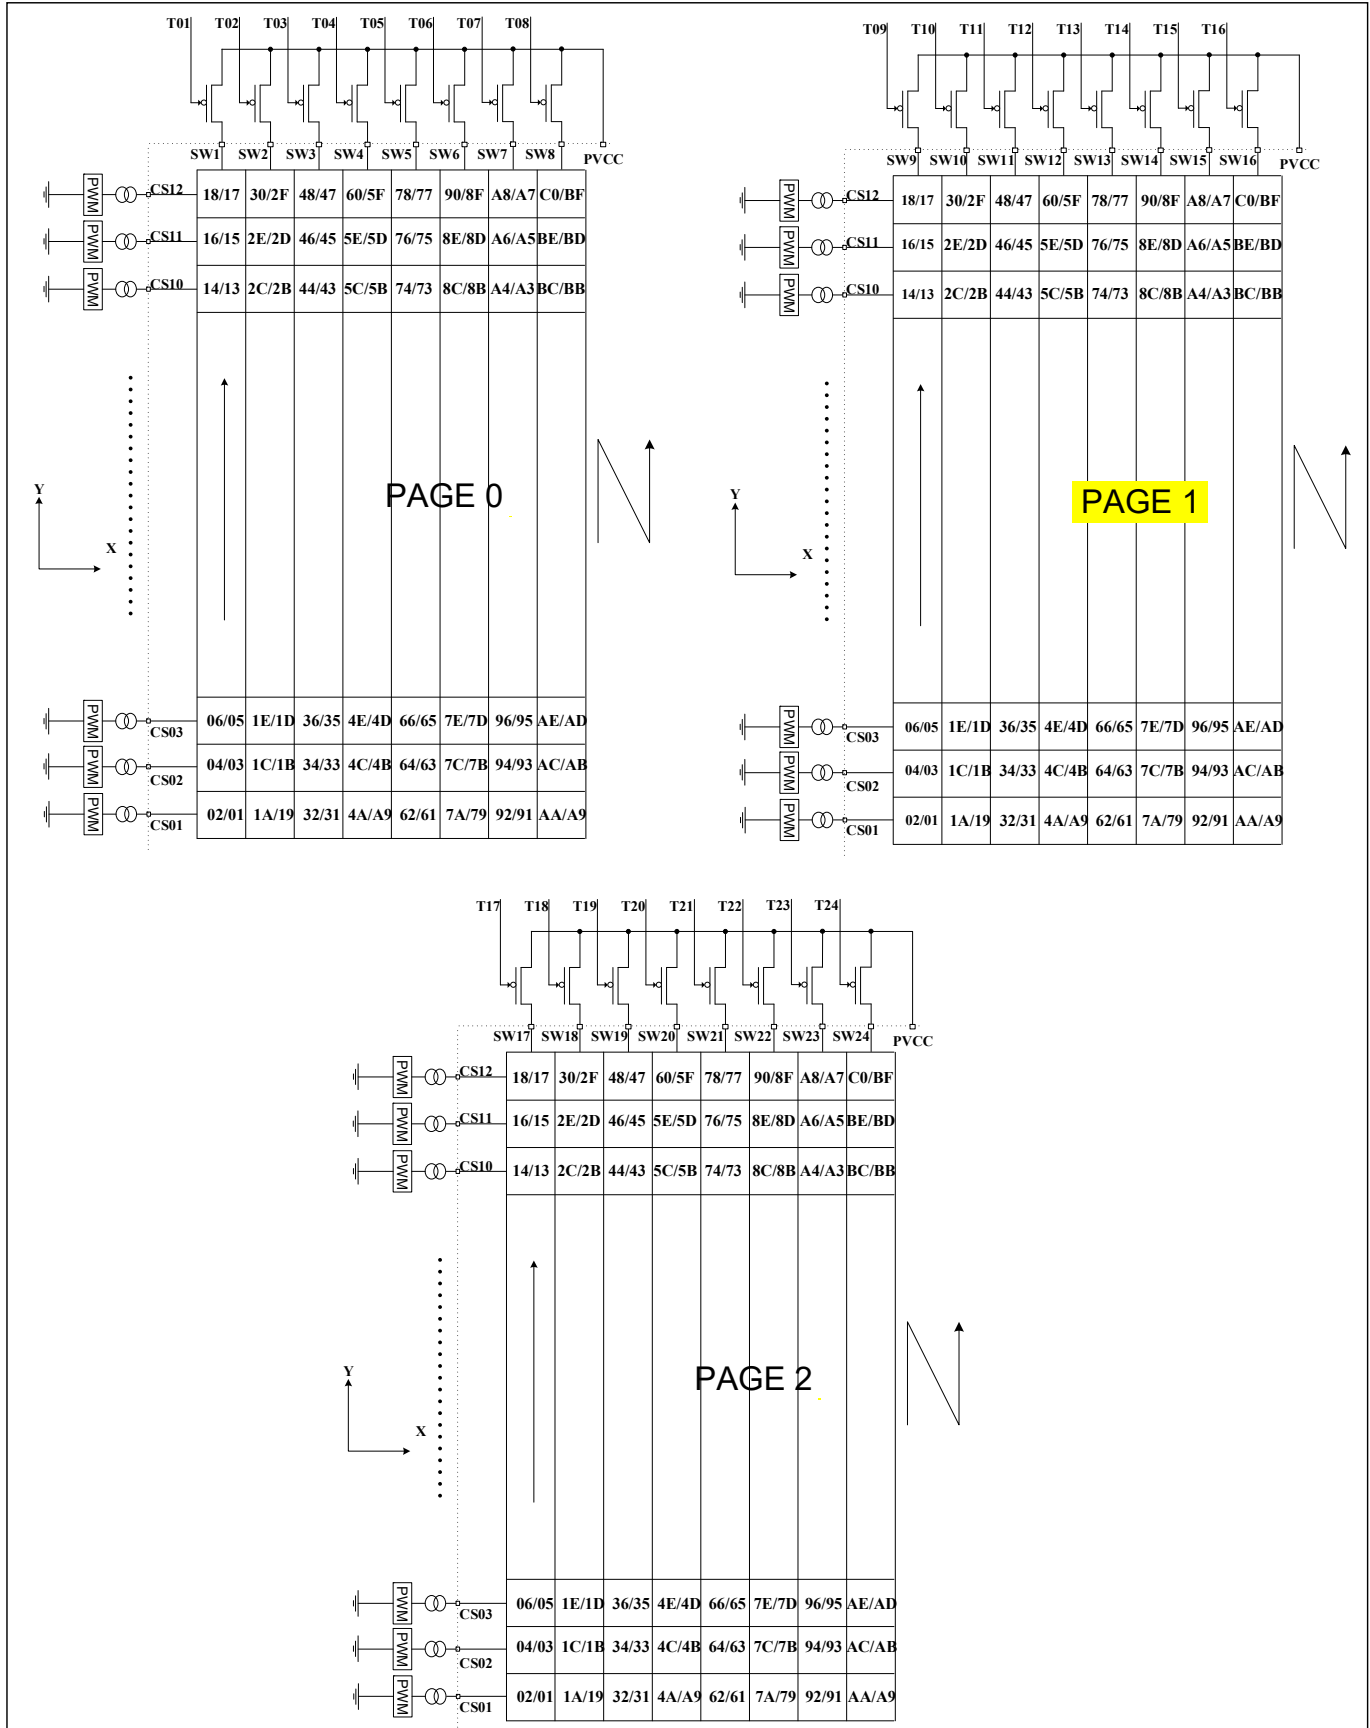 T01 T02 T03 T04 T05 T06 T07 T08
SW1 SW2 SW3 SW4 SW5 SW6 SW7 SW8 PVCC
PWM CS12 18/17 30/2F 48/47 60/5F 78/77 90/8F A8/A7 C0/BF
PWM CS11 16/15 2E/2D 46/45 5E/5D 76/75 8E/8D A6/A5 BE/BD
PWM CS10 14/13 2C/2B 44/43 5C/5B 74/73 8C/8B A4/A3 BC/BB
Y
X
PAGE 0
PWM CS03 06/05 1E/1D 36/35 4E/4D 66/65 7E/7D 96/95 AE/AD
PWM CS02 04/03 1C/1B 34/33 4C/4B 64/63 7C/7B 94/93 AC/AB
PWM CS01 02/01 1A/19 32/31 4A/A9 62/61 7A/79 92/91 AA/A9
T09 T10 T11 T12 T13 T14 T15 T16
SW9 SW10 SW11 SW12 SW13 SW14 SW15 SW16 PVCC
PWM CS12 18/17 30/2F 48/47 60/5F 78/77 90/8F A8/A7 C0/BF
PWM CS11 16/15 2E/2D 46/45 5E/5D 76/75 8E/8D A6/A5 BE/BD
PWM CS10 14/13 2C/2B 44/43 5C/5B 74/73 8C/8B A4/A3 BC/BB
Y
X
PAGE 1
PWM CS03 06/05 1E/1D 36/35 4E/4D 66/65 7E/7D 96/95 AE/AD
PWM CS02 04/03 1C/1B 34/33 4C/4B 64/63 7C/7B 94/93 AC/AB
PWM CS01 02/01 1A/19 32/31 4A/A9 62/61 7A/79 92/91 AA/A9
T17 T18 T19 T20 T21 T22 T23 T24
SW17 SW18 SW19 SW20 SW21 SW22 SW23 SW24 PVCC
PWM CS12 18/17 30/2F 48/47 60/5F 78/77 90/8F A8/A7 C0/BF
PWM CS11 16/15 2E/2D 46/45 5E/5D 76/75 8E/8D A6/A5 BE/BD
PWM CS10 14/13 2C/2B 44/43 5C/5B 74/73 8C/8B A4/A3 BC/BB
Y
X
PAGE 2
PWM CS03 06/05 1E/1D 36/35 4E/4D 66/65 7E/7D 96/95 AE/AD
PWM CS02 04/03 1C/1B 34/33 4C/4B 64/63 7C/7B 94/93 AC/AB
PWM CS01 02/01 1A/19 32/31 4A/A9 62/61 7A/79 92/91 AA/A9